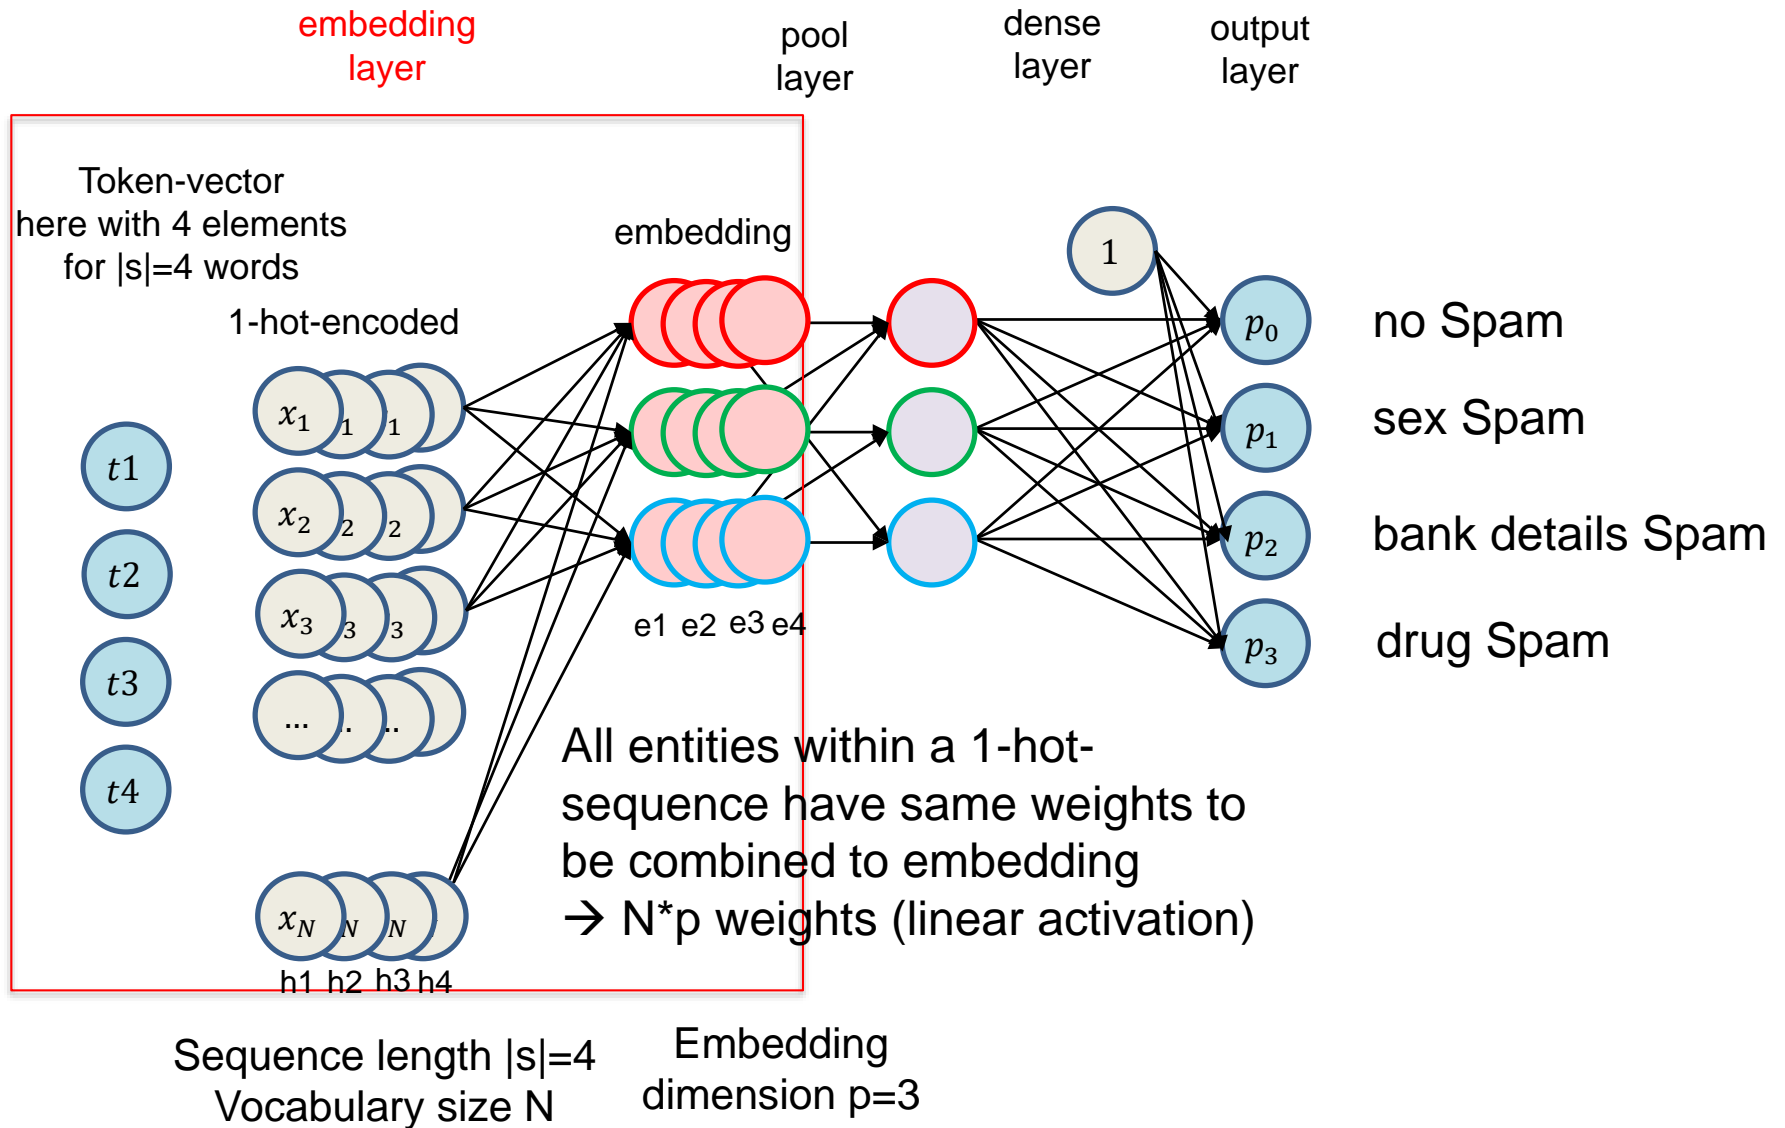 embedding
layer
pool
layer
dense
layer
output
layer
Token-vector
here with 4 elements
for |s|=4 words
1-hot-encoded
embedding
t1
t2
t3
t4
x₁ ₁ ₁
x₂ ₂ ₂
x₃ ₃ ₃
... .. ..
x_N N N
h1 h2 h3 h4
e1 e2 e3 e4
1
p₀ no Spam
p₁ sex Spam
p₂ bank details Spam
p₃ drug Spam
All entities within a 1-hot-
sequence have same weights to
be combined to embedding
→ N*p weights (linear activation)
Sequence length |s|=4
Vocabulary size N
Embedding
dimension p=3